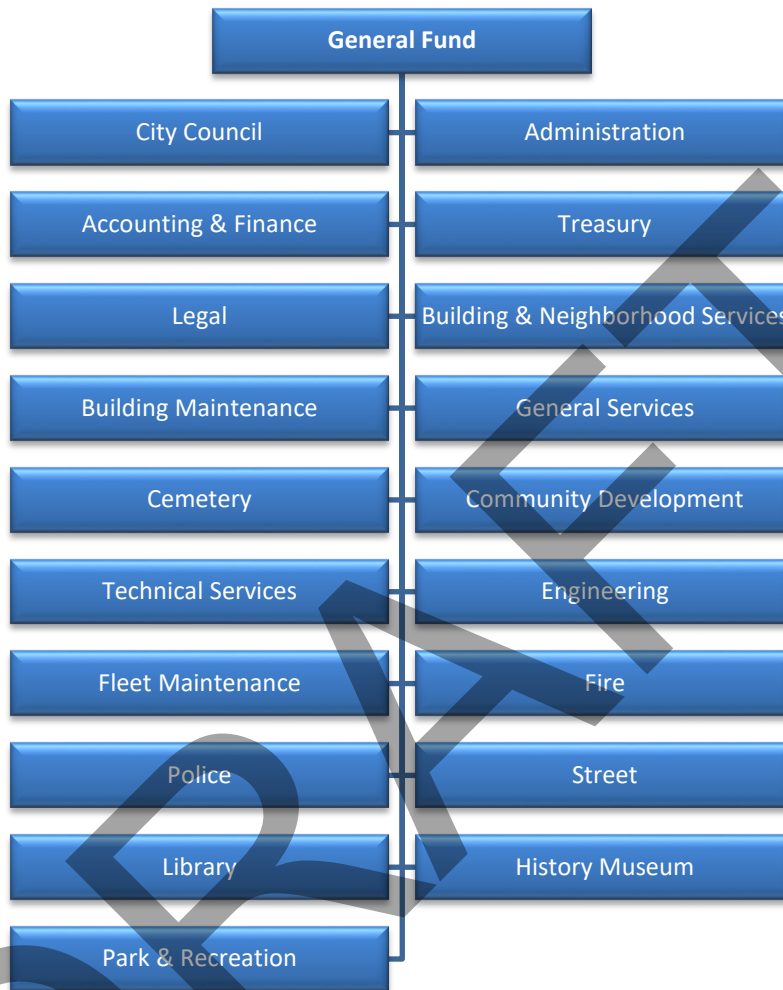 General Fund
City Council
Administration
Accounting & Finance
Treasury
Legal
Building & Neighborhood Services
Building Maintenance
General Services
Cemetery
Community Development
Technical Services
Engineering
Fleet Maintenance
Fire
Police
Street
Library
History Museum
Park & Recreation
DRAFT